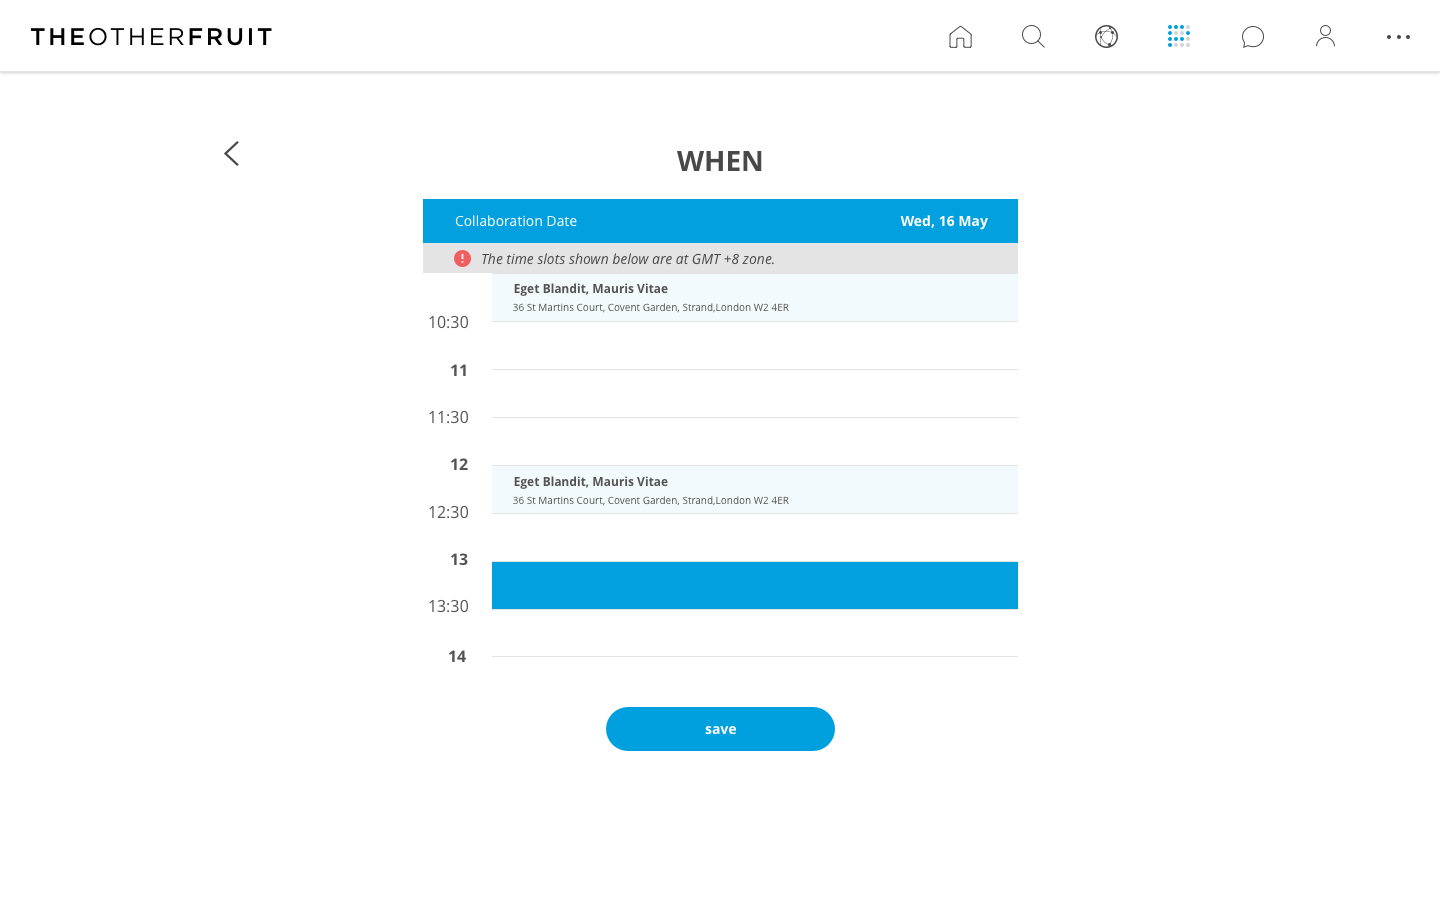 THEOTHERFRUIT
WHEN
Collaboration Date Wed, 16 May
The time slots shown below are at GMT +8 zone.
Eget Blandit, Mauris Vitae
36 St Martins Court, Covent Garden, Strand,London W2 4ER
10:30
11
11:30
12
Eget Blandit, Mauris Vitae
36 St Martins Court, Covent Garden, Strand,London W2 4ER
12:30
13
13:30
14
save